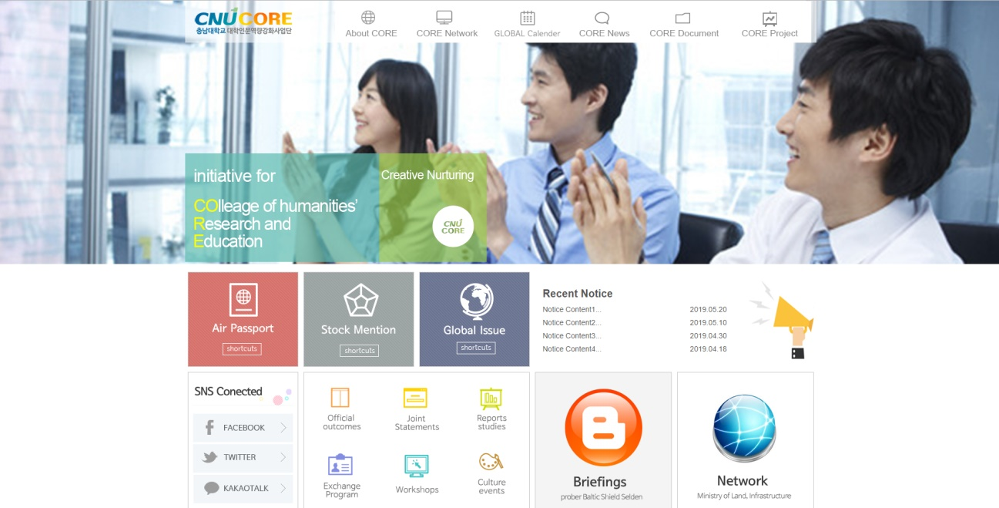 CNU CORE
충남대학교 대학인문역량강화사업단
About CORE
CORE Network
GLOBAL Calender
CORE News
CORE Document
CORE Project
initiative for
COlleage of humanities’
Research and
Education
Creative Nurturing
CNU
CORE
Air Passport
shortcuts
Stock Mention
shortcuts
Global Issue
shortcuts
Recent Notice
Notice Content1... 2019.05.20
Notice Content2... 2019.05.10
Notice Content3... 2019.04.30
Notice Content4... 2019.04.18
SNS Conected
FACEBOOK
TWITTER
KAKAOTALK
Official
outcomes
Joint
Statements
Reports
studies
Exchange
Program
Workshops
Culture
events
Briefings
prober Baltic Shield Selden
Network
Ministry of Land, Infrastructure